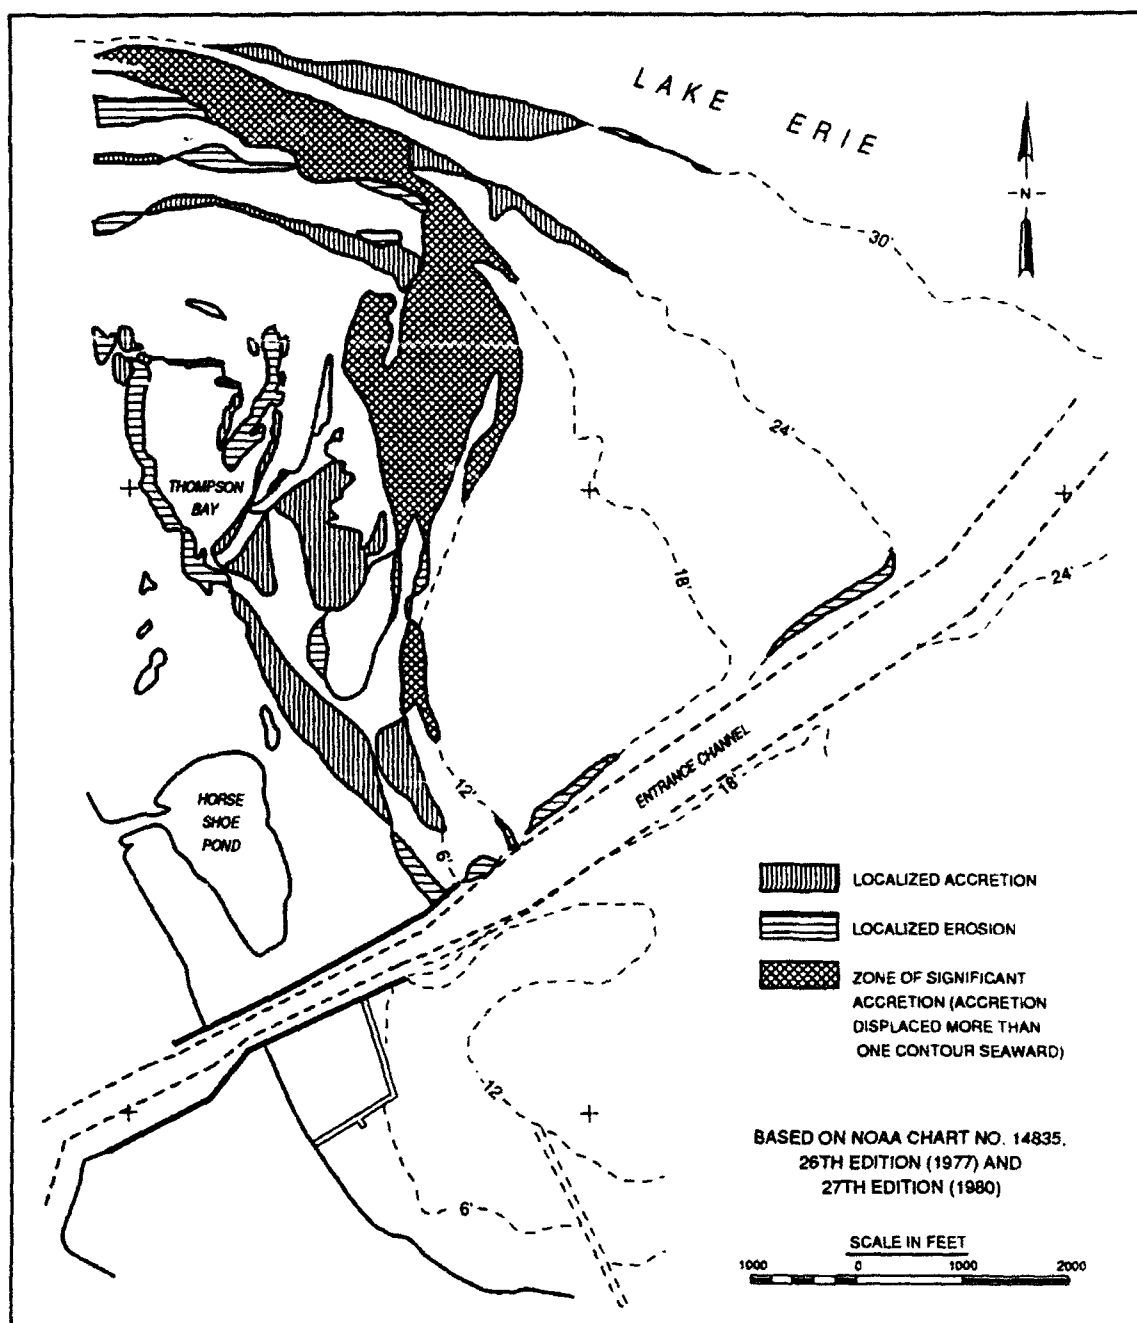 LAKE ERIE
N
30'
24'
THOMPSON
BAY
18'
24'
ENTRANCE CHANNEL
12'
18'
HORSE
SHOE
POND
6'
LOCALIZED ACCRETION
LOCALIZED EROSION
ZONE OF SIGNIFICANT
ACCRETION (ACCRETION
DISPLACED MORE THAN
ONE CONTOUR SEAWARD)
12'
BASED ON NOAA CHART NO. 14835,
26TH EDITION (1977) AND
27TH EDITION (1980)
6'
SCALE IN FEET
1000 0 1000 2000